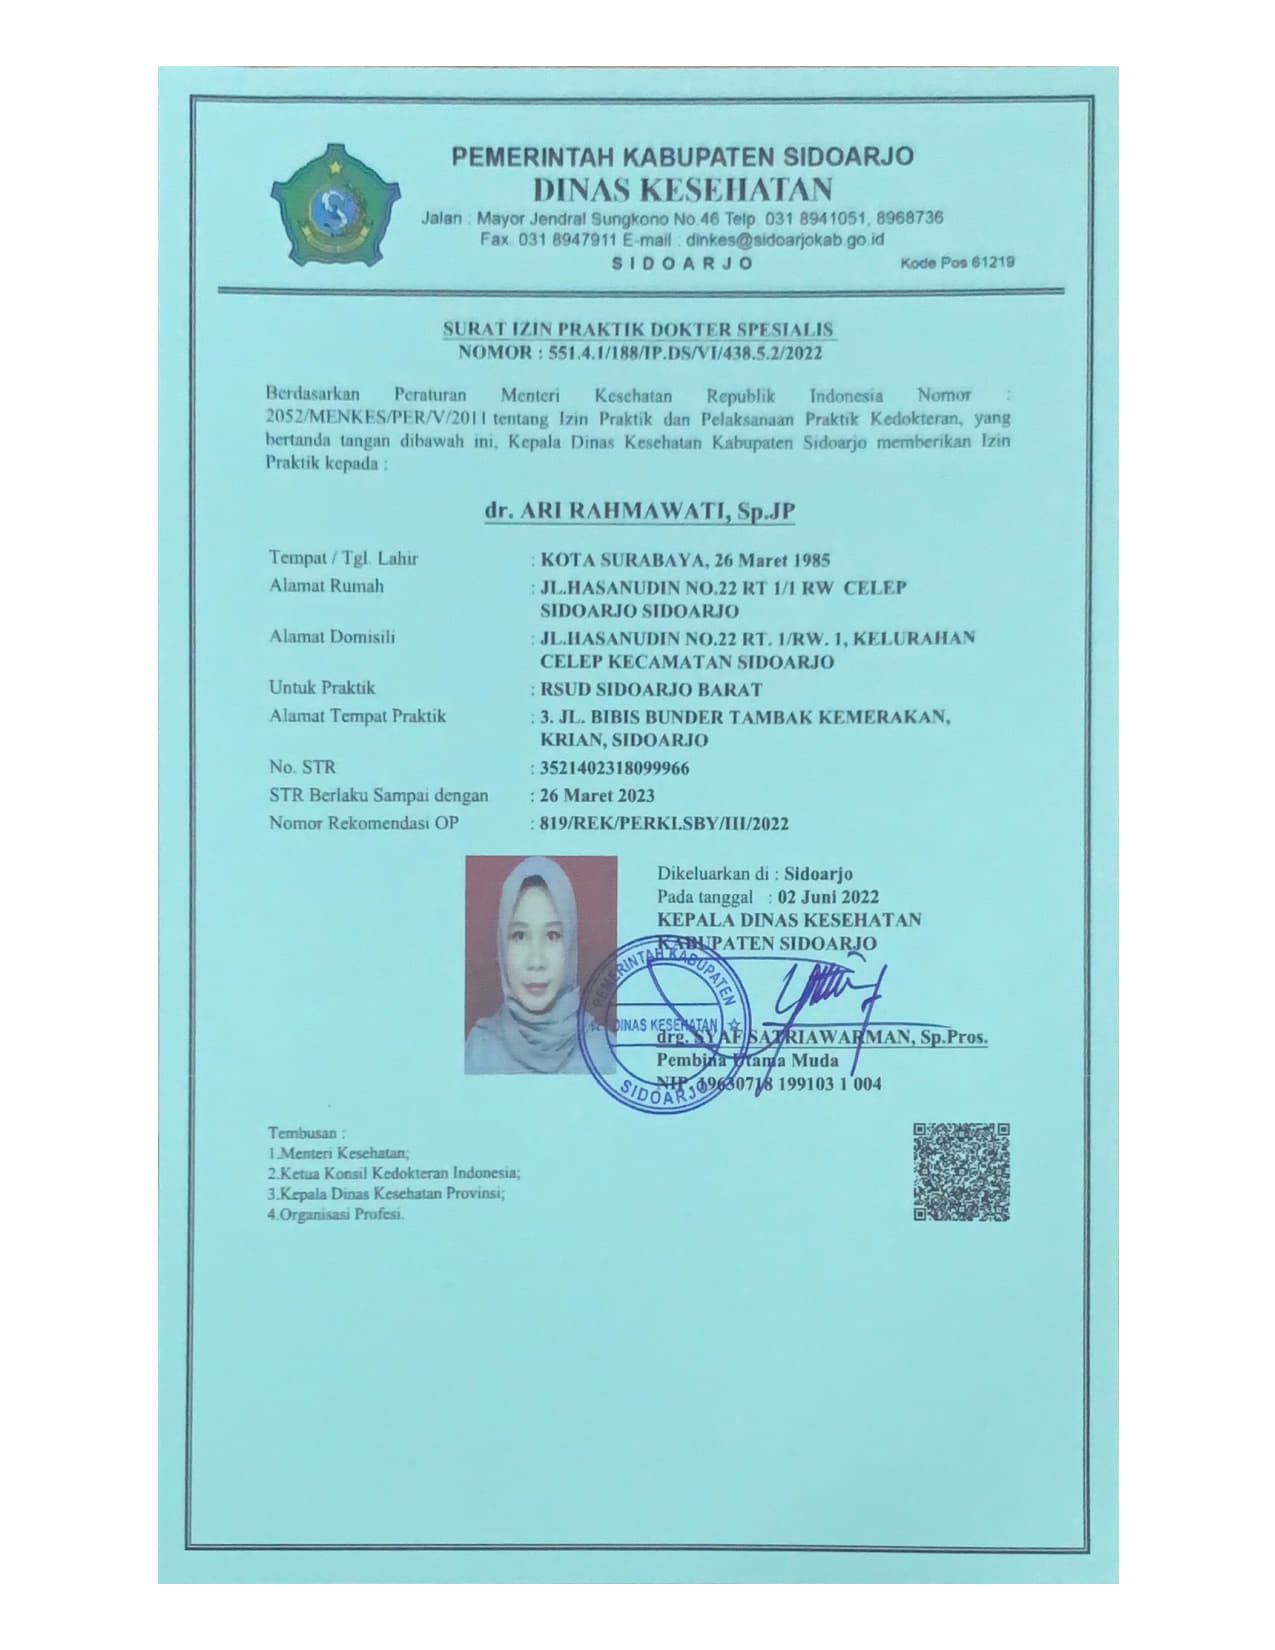 PEMERINTAH KABUPATEN SIDOARJO
DINAS KESEHATAN
Jalan : Mayor Jendral Sungkono No.46 Telp. 031 8941051, 8968736
Fax. 031 8947911 E-mail : dinkes@sidoarjokab.go.id
SIDOARJO Kode Pos 61219
SURAT IZIN PRAKTIK DOKTER SPESIALIS
NOMOR : 551.4.1/188/IP.DS/VI/438.5.2/2022
Berdasarkan Peraturan Menteri Kesehatan Republik Indonesia Nomor :
2052/MENKES/PER/V/2011 tentang Izin Praktik dan Pelaksanaan Praktik Kedokteran, yang
bertanda tangan dibawah ini, Kepala Dinas Kesehatan Kabupaten Sidoarjo memberikan Izin
Praktik kepada :
dr. ARI RAHMAWATI, Sp.JP
Tempat / Tgl. Lahir : KOTA SURABAYA, 26 Maret 1985
Alamat Rumah : JL.HASANUDIN NO.22 RT 1/1 RW CELEP
SIDOARJO SIDOARJO
Alamat Domisili : JL.HASANUDIN NO.22 RT. 1/RW. 1, KELURAHAN
CELEP KECAMATAN SIDOARJO
Untuk Praktik : RSUD SIDOARJO BARAT
Alamat Tempat Praktik : 3. JL. BIBIS BUNDER TAMBAK KEMERAKAN,
KRIAN, SIDOARJO
No. STR : 3521402318099966
STR Berlaku Sampai dengan : 26 Maret 2023
Nomor Rekomendasi OP : 819/REK/PERKI.SBY/III/2022
Dikeluarkan di : Sidoarjo
Pada tanggal : 02 Juni 2022
KEPALA DINAS KESEHATAN
KABUPATEN SIDOARJO
PEMERINTAH KABUPATEN
DINAS KESEHATAN
SIDOARJO
drg. SYAF SATRIAWARMAN, Sp.Pros.
Pembina Utama Muda
NIP. 19630718 199103 1 004
Tembusan :
1.Menteri Kesehatan;
2.Ketua Konsil Kedokteran Indonesia;
3.Kepala Dinas Kesehatan Provinsi;
4.Organisasi Profesi.